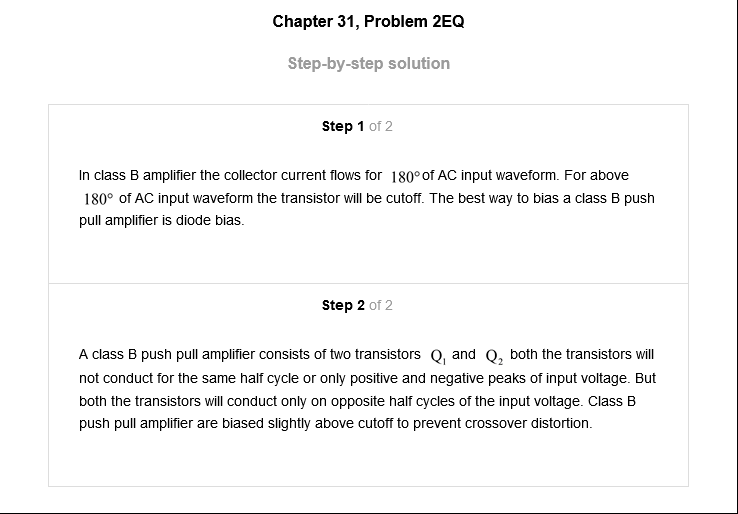 Chapter 31, Problem 2EQ
Step-by-step solution
Step 1 of 2
In class B amplifier the collector current flows for 180° of AC input waveform. For above
180° of AC input waveform the transistor will be cutoff. The best way to bias a class B push
pull amplifier is diode bias.
Step 2 of 2
A class B push pull amplifier consists of two transistors Q₁ and Q₂ both the transistors will
not conduct for the same half cycle or only positive and negative peaks of input voltage. But
both the transistors will conduct only on opposite half cycles of the input voltage. Class B
push pull amplifier are biased slightly above cutoff to prevent crossover distortion.